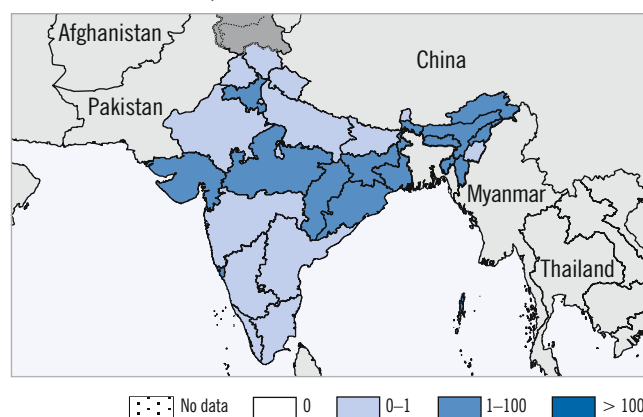 Afghanistan
China
Pakistan
Myanmar
Thailand
No data 0 0–1 1–100 > 100